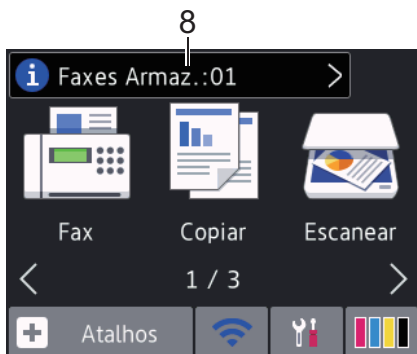 8
Faxes Armaz.:01
Fax Copiar Escanear
1 / 3
Atalhos